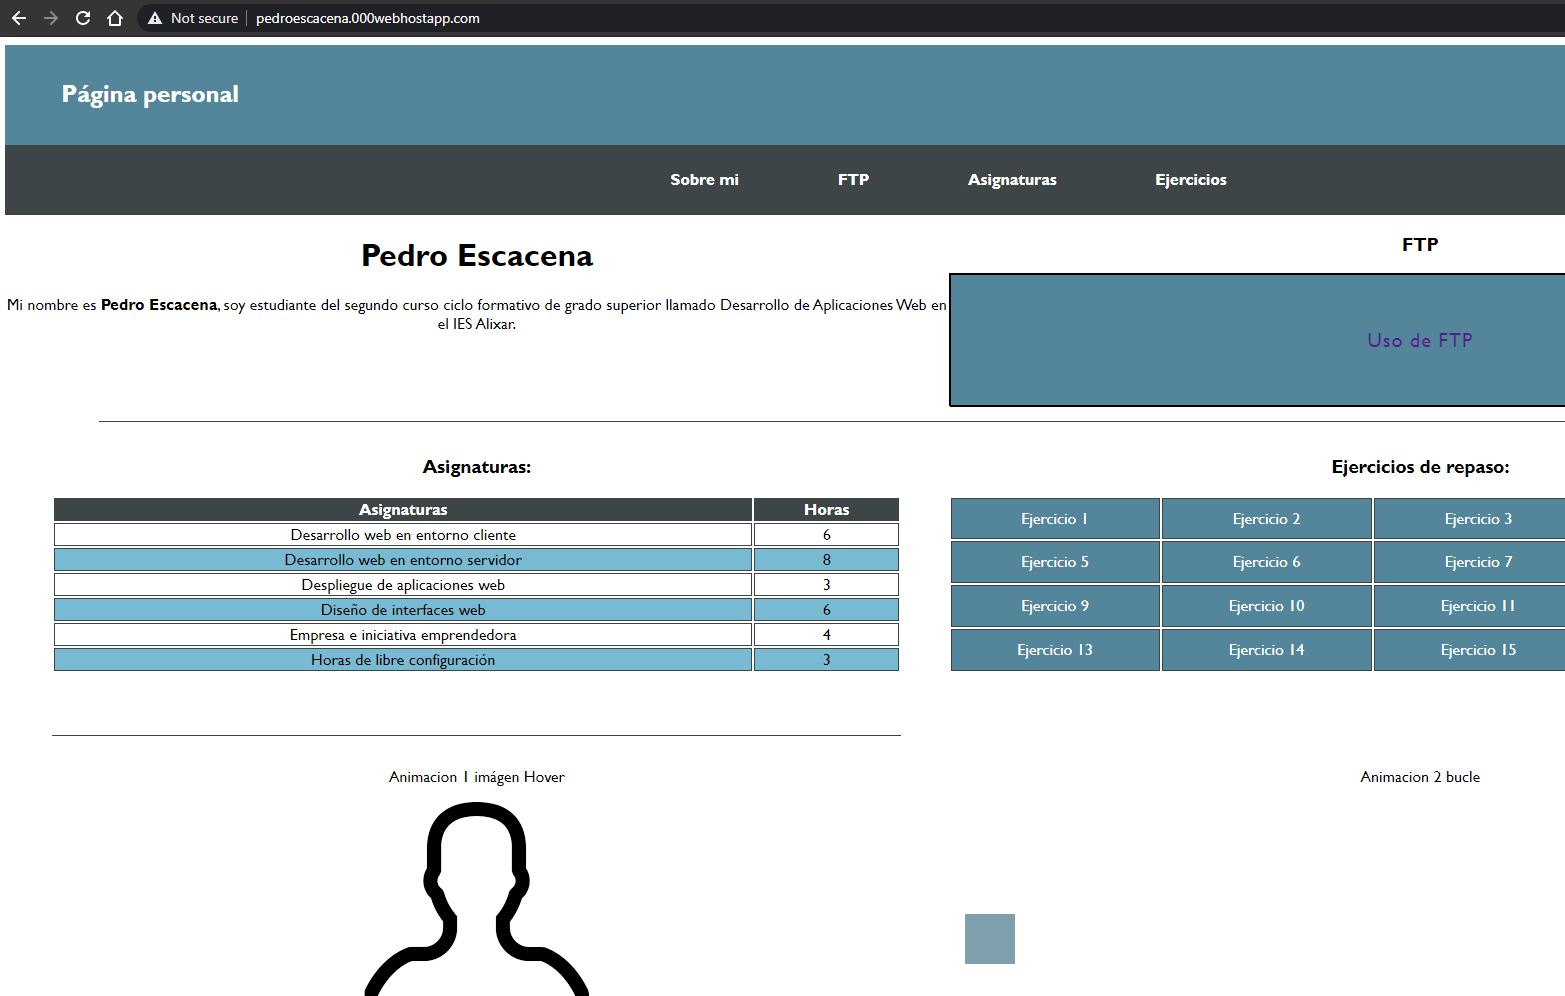 Not secure pedroescacena.000webhostapp.com
Página personal
Sobre mi FTP Asignaturas Ejercicios
Pedro Escacena
Mi nombre es Pedro Escacena, soy estudiante del segundo curso ciclo formativo de grado superior llamado Desarrollo de Aplicaciones Web en
el IES Alixar.
FTP
Uso de FTP
Asignaturas:
Asignaturas Horas
Desarrollo web en entorno cliente 6
Desarrollo web en entorno servidor 8
Despliegue de aplicaciones web 3
Diseño de interfaces web 6
Empresa e iniciativa emprendedora 4
Horas de libre configuración 3
Ejercicios de repaso:
Ejercicio 1 Ejercicio 2 Ejercicio 3
Ejercicio 5 Ejercicio 6 Ejercicio 7
Ejercicio 9 Ejercicio 10 Ejercicio 11
Ejercicio 13 Ejercicio 14 Ejercicio 15
Animacion 1 imágen Hover
Animacion 2 bucle